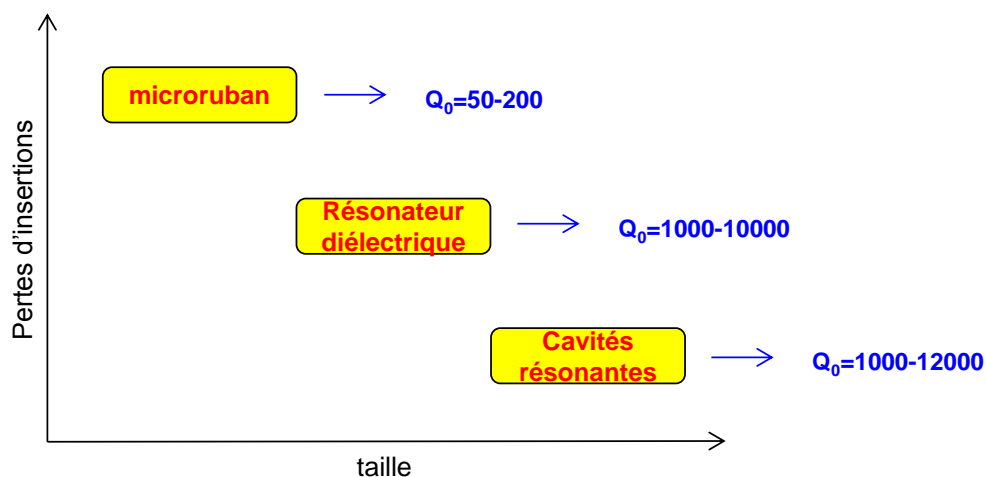 microruban
Q₀=50-200
Pertes d'insertions
Résonateur
diélectrique
Q₀=1000-10000
Cavités
résonantes
Q₀=1000-12000
taille